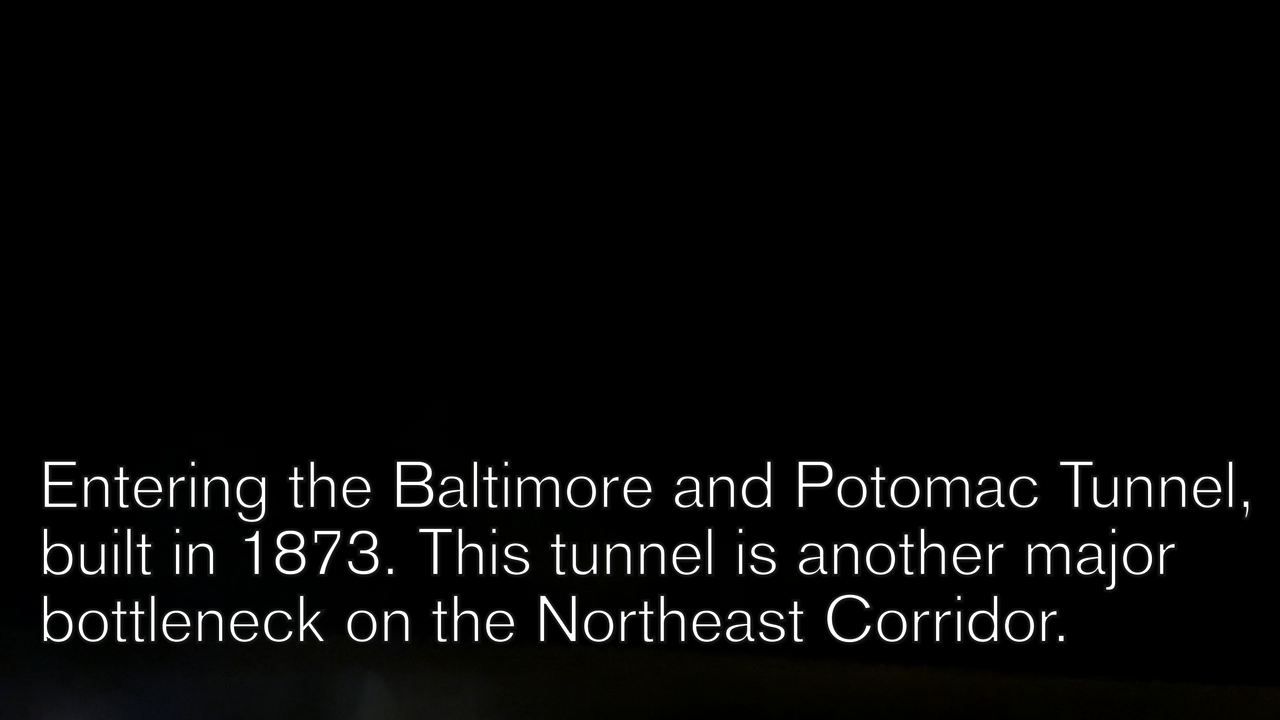 Entering the Baltimore and Potomac Tunnel,
built in 1873. This tunnel is another major
bottleneck on the Northeast Corridor.